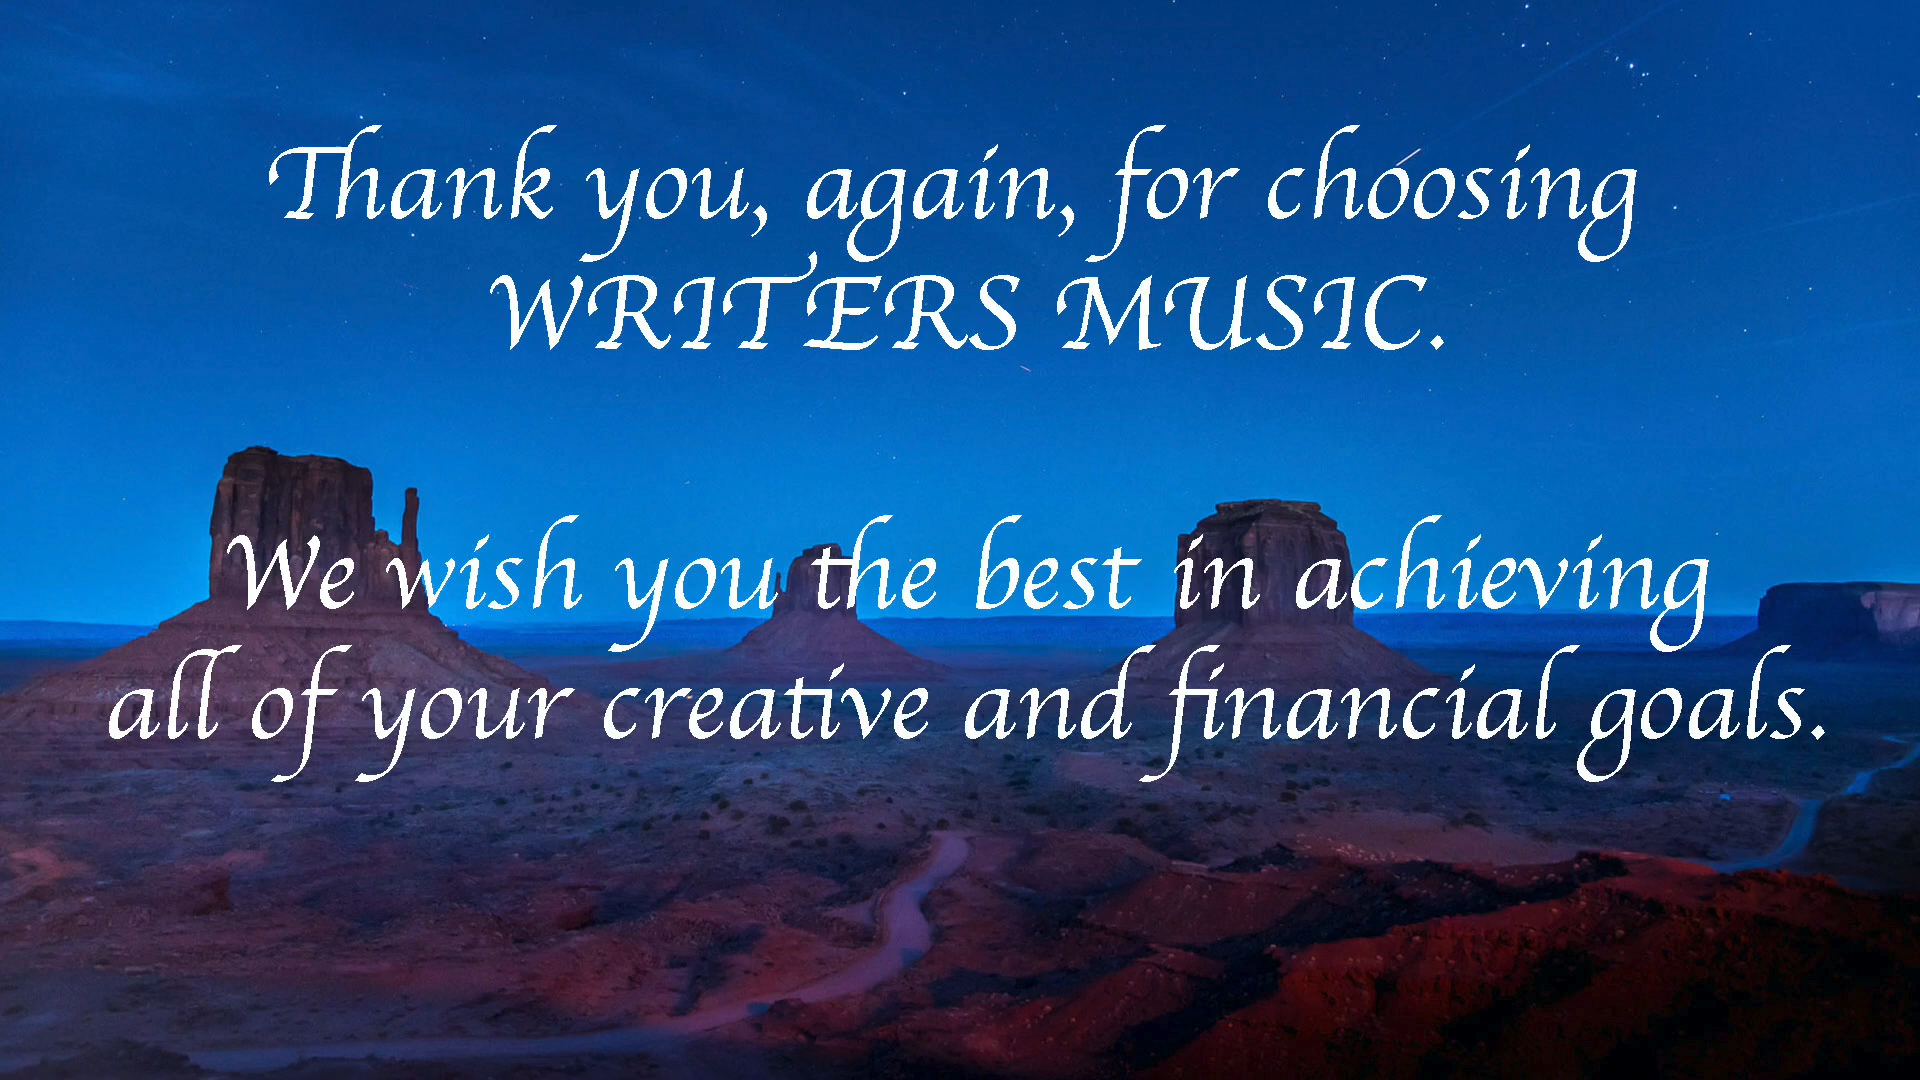 Thank you, again, for choosing
WRITERS MUSIC.
We wish you the best in achieving
all of your creative and financial goals.